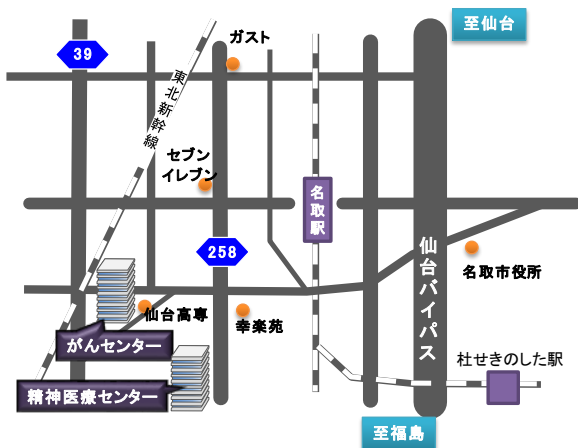 至仙台
ガスト
39
東北新幹線
セブン
イレブン
名取駅
258
仙台バイパス
名取市役所
仙台高専
幸楽苑
がんセンター
杜せきのした駅
精神医療センター
至福島